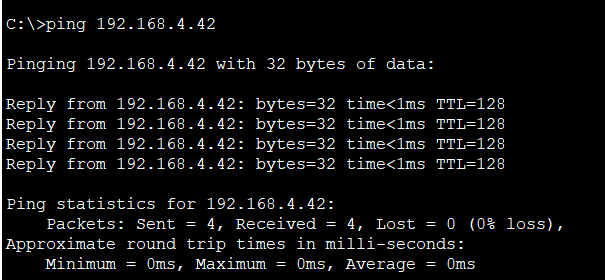 C:\>ping 192.168.4.42
Pinging 192.168.4.42 with 32 bytes of data:
Reply from 192.168.4.42: bytes=32 time<1ms TTL=128
Reply from 192.168.4.42: bytes=32 time<1ms TTL=128
Reply from 192.168.4.42: bytes=32 time<1ms TTL=128
Reply from 192.168.4.42: bytes=32 time<1ms TTL=128
Ping statistics for 192.168.4.42:
    Packets: Sent = 4, Received = 4, Lost = 0 (0% loss),
Approximate round trip times in milli-seconds:
    Minimum = 0ms, Maximum = 0ms, Average = 0ms